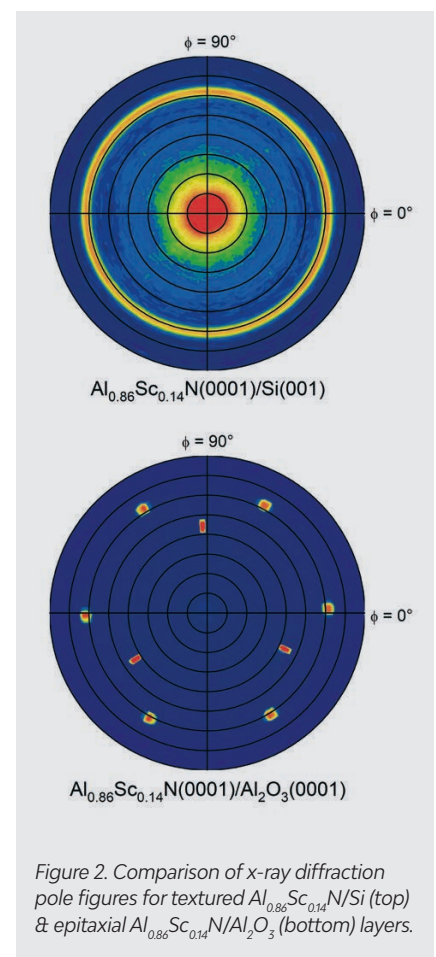 ϕ = 90°
ϕ = 0°
Al₀.₈₆Sc₀.₁₄N(0001)/Si(001)
ϕ = 90°
ϕ = 0°
Al₀.₈₆Sc₀.₁₄N(0001)/Al₂O₃(0001)
Figure 2. Comparison of x-ray diffraction
pole figures for textured Al₀.₈₆Sc₀.₁₄N/Si (top)
& epitaxial Al₀.₈₆Sc₀.₁₄N/Al₂O₃ (bottom) layers.